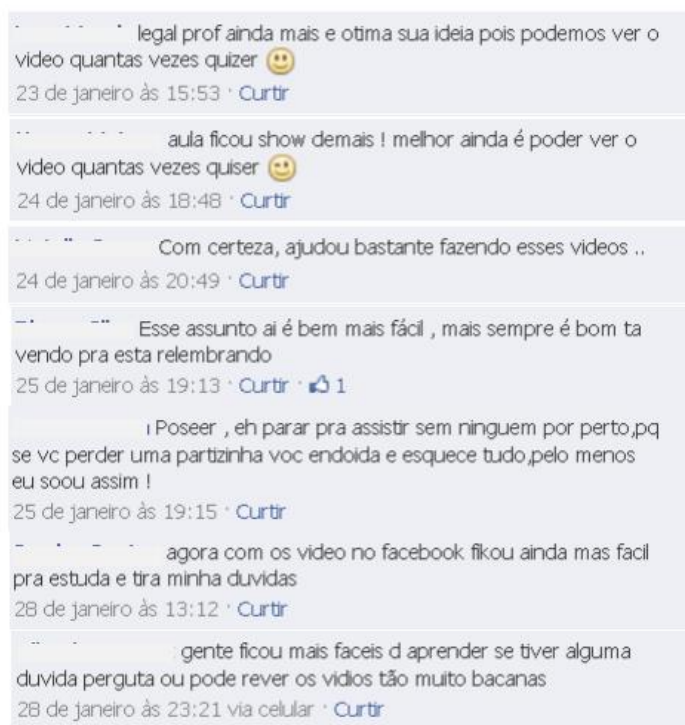 legal prof ainda mais e otima sua ideia pois podemos ver o
video quantas vezes quizer
23 de janeiro às 15:53 · Curtir
aula ficou show demais ! melhor ainda é poder ver o
video quantas vezes quiser
24 de janeiro às 18:48 · Curtir
Com certeza, ajudou bastante fazendo esses videos ..
24 de janeiro às 20:49 · Curtir
Esse assunto ai é bem mais fácil , mais sempre é bom ta
vendo pra esta relembrando
25 de janeiro às 19:13 · Curtir · 1
Poseer , eh parar pra assistir sem ninguem por perto,pq
se vc perder uma partizinha voc endoida e esquece tudo,pelo menos
eu soou assim !
25 de janeiro às 19:15 · Curtir
agora com os video no facebook fikou ainda mas facil
pra estuda e tira minha duvidas
28 de janeiro às 13:12 · Curtir
gente ficou mais faceis d aprender se tiver alguma
duvida perguta ou pode rever os vidios tão muito bacanas
28 de janeiro às 23:21 via celular · Curtir